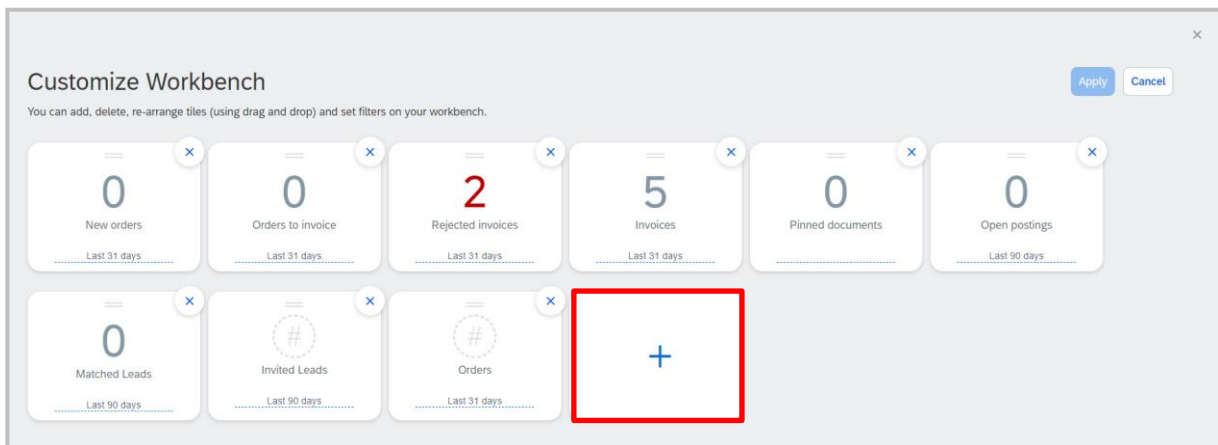 ×
Customize Workbench
Apply Cancel
You can add, delete, re-arrange tiles (using drag and drop) and set filters on your workbench.
× × × × × ×
0 0 2 5 0 0
New orders Orders to invoice Rejected invoices Invoices Pinned documents Open postings
Last 31 days Last 31 days Last 31 days Last 31 days Last 90 days
× × ×
0 # # +
Matched Leads Invited Leads Orders
Last 90 days Last 90 days Last 31 days